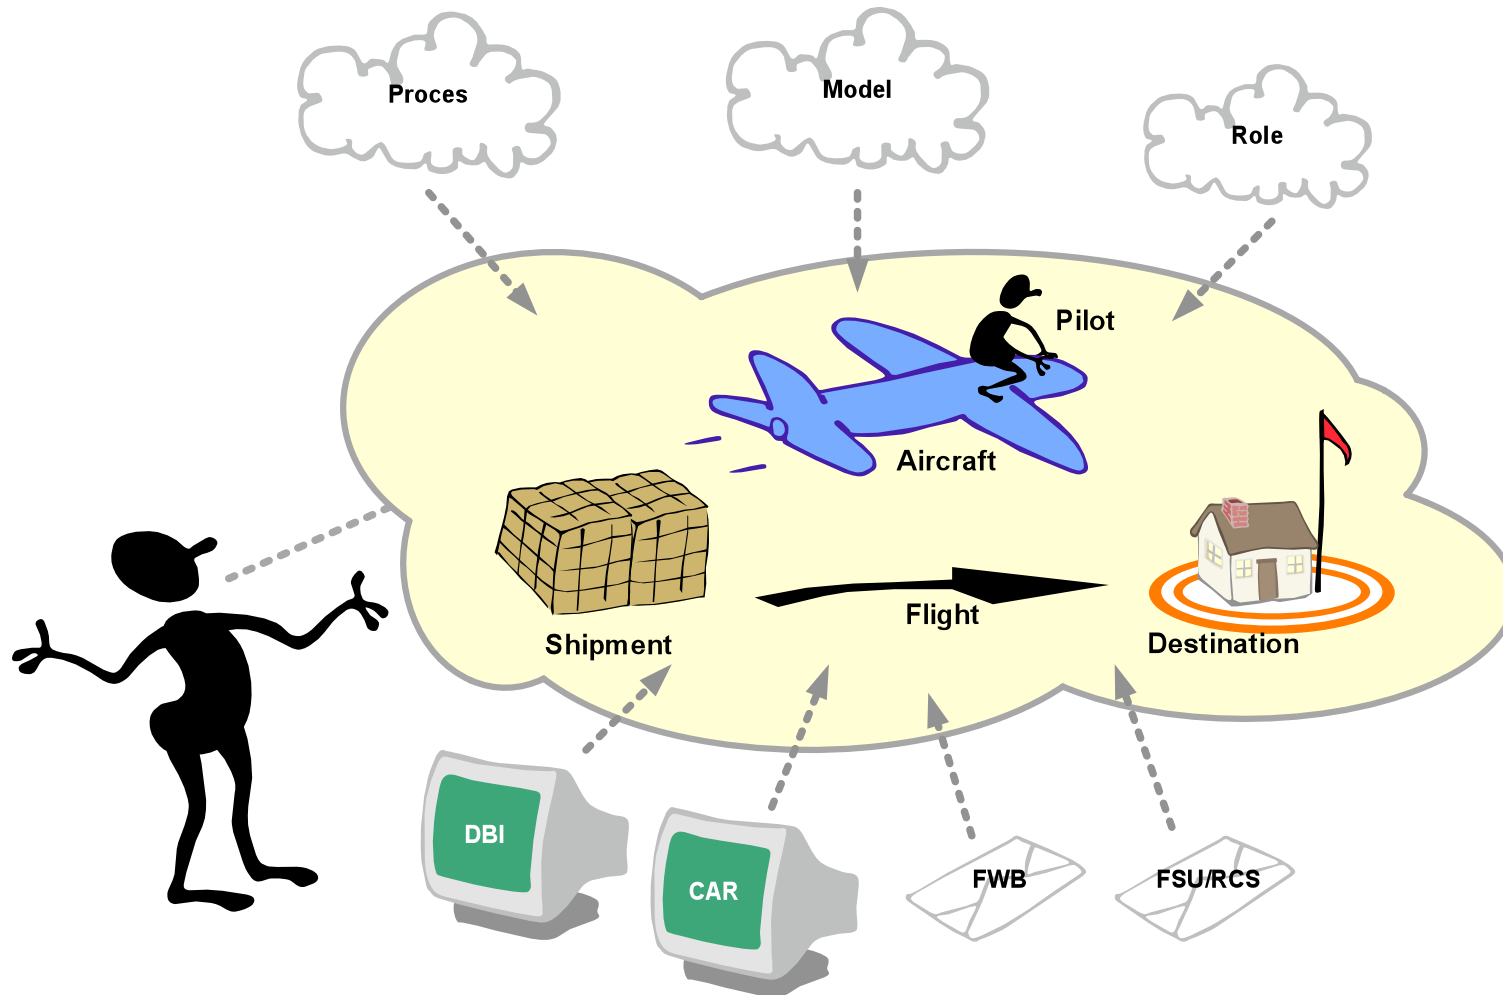 Proces
Model
Role
Pilot
Aircraft
Flight
Shipment
Destination
DBI
CAR
FWB
FSU/RCS